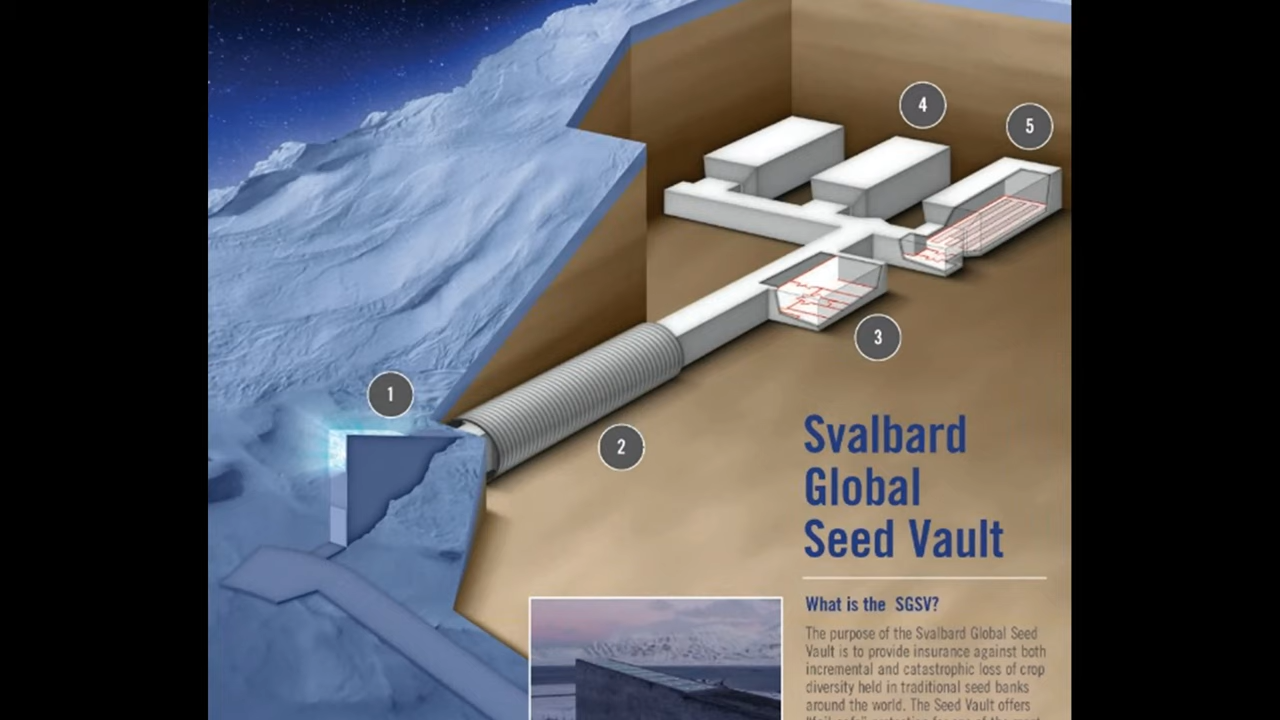 4
5
3
1
2
Svalbard
Global
Seed Vault
What is the SGSV?
The purpose of the Svalbard Global Seed
Vault is to provide insurance against both
incremental and catastrophic loss of crop
diversity held in traditional seed banks
around the world. The Seed Vault offers